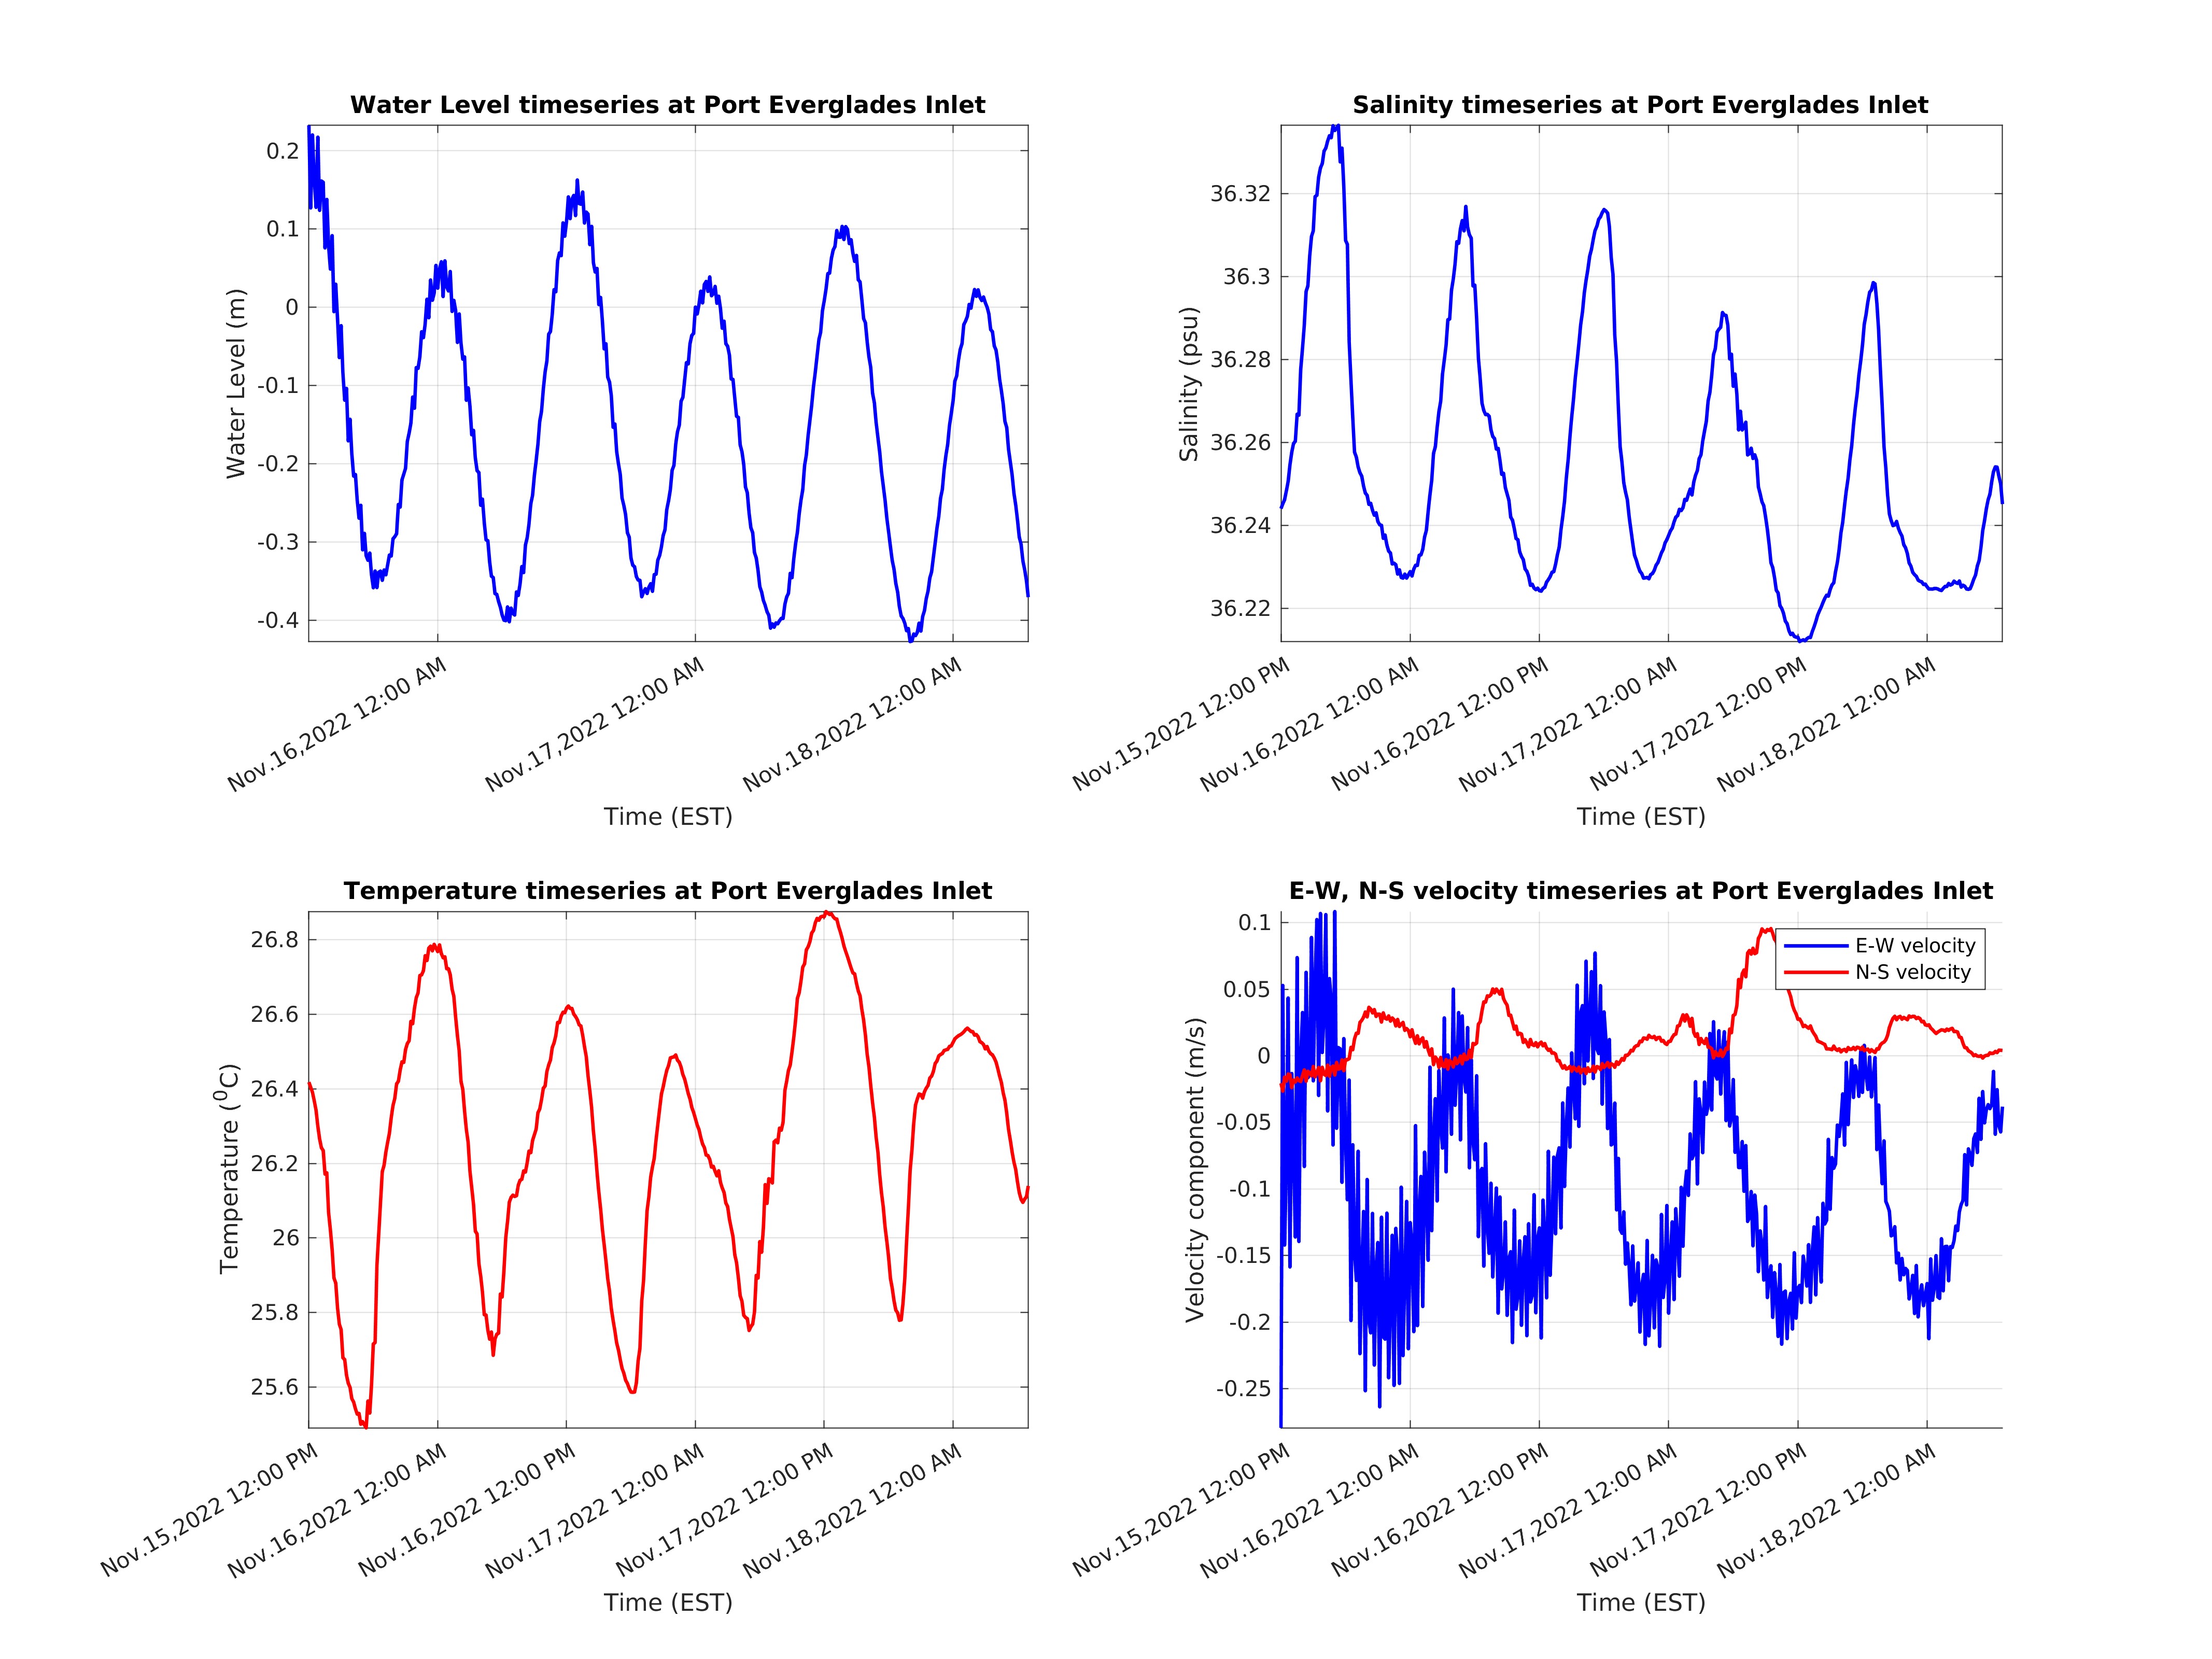 Water Level timeseries at Port Everglades Inlet
Water Level (m)
0.2
0.1
0
-0.1
-0.2
-0.3
-0.4
Nov.16,2022 12:00 AM
Nov.17,2022 12:00 AM
Nov.18,2022 12:00 AM
Time (EST)
Salinity timeseries at Port Everglades Inlet
Salinity (psu)
36.32
36.3
36.28
36.26
36.24
36.22
Nov.15,2022 12:00 PM
Nov.16,2022 12:00 AM
Nov.16,2022 12:00 PM
Nov.17,2022 12:00 AM
Nov.17,2022 12:00 PM
Nov.18,2022 12:00 AM
Time (EST)
Temperature timeseries at Port Everglades Inlet
Temperature (⁰C)
26.8
26.6
26.4
26.2
26
25.8
25.6
Nov.15,2022 12:00 PM
Nov.16,2022 12:00 AM
Nov.16,2022 12:00 PM
Nov.17,2022 12:00 AM
Nov.17,2022 12:00 PM
Nov.18,2022 12:00 AM
Time (EST)
E-W, N-S velocity timeseries at Port Everglades Inlet
Velocity component (m/s)
0.1
0.05
0
-0.05
-0.1
-0.15
-0.2
-0.25
E-W velocity
N-S velocity
Nov.15,2022 12:00 PM
Nov.16,2022 12:00 AM
Nov.16,2022 12:00 PM
Nov.17,2022 12:00 AM
Nov.17,2022 12:00 PM
Nov.18,2022 12:00 AM
Time (EST)